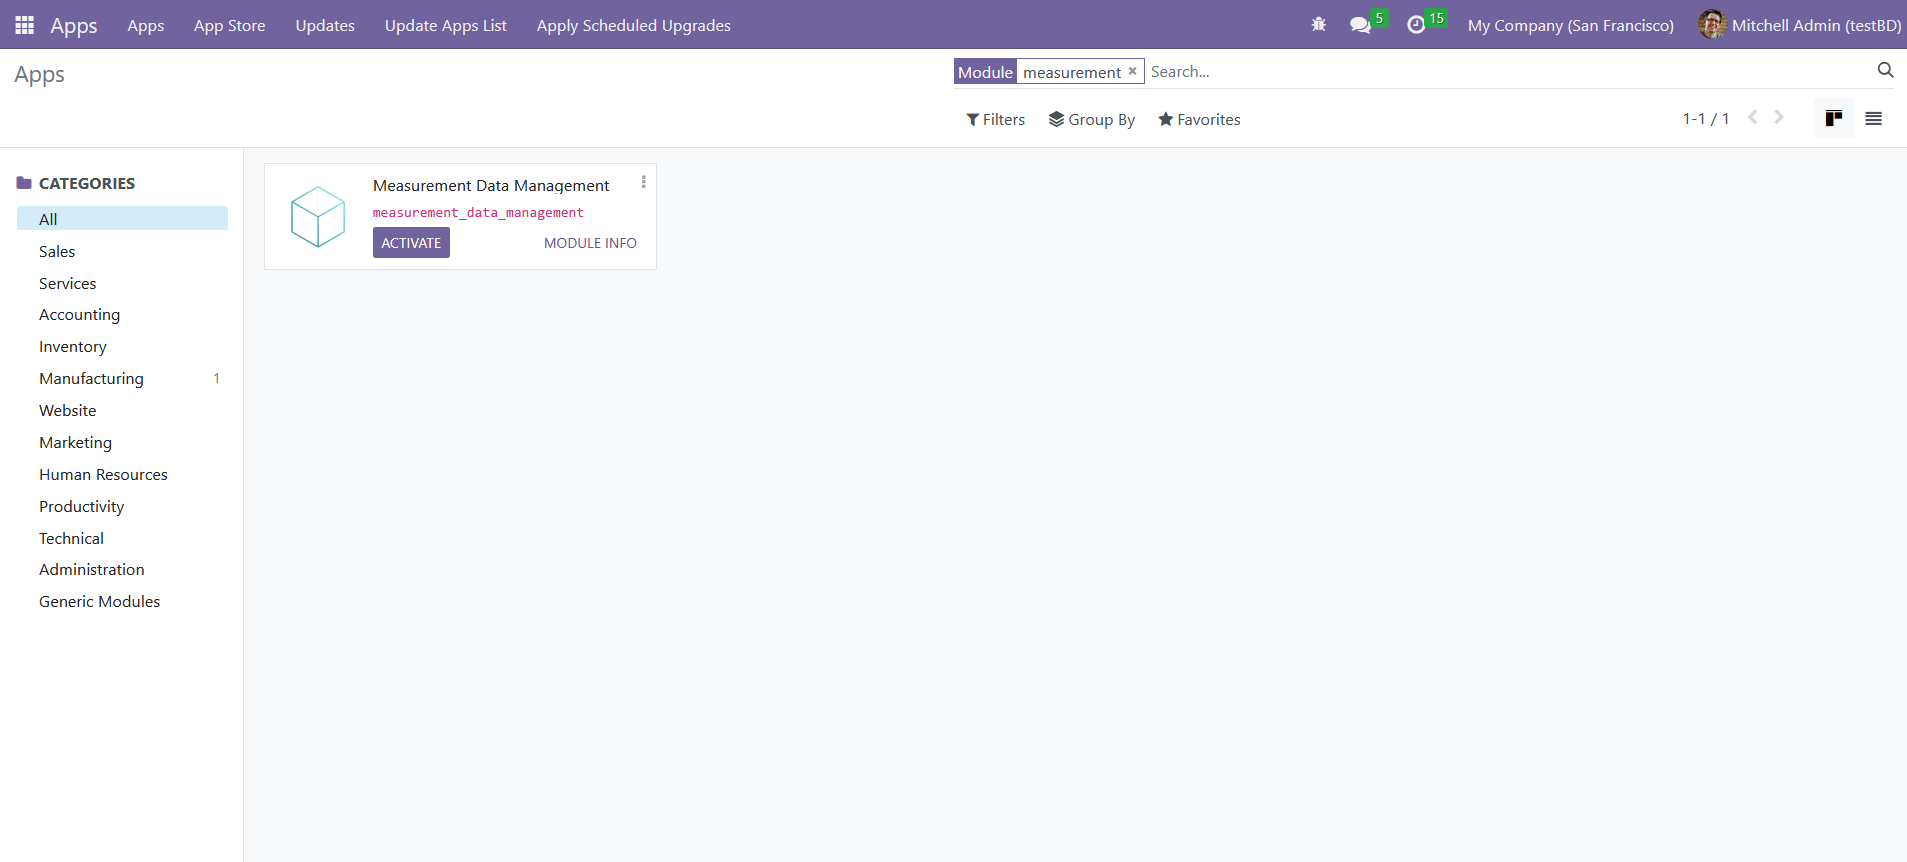 Apps Apps App Store Updates Update Apps List Apply Scheduled Upgrades 5 15 My Company (San Francisco) Mitchell Admin (testBD)
Apps
Module measurement × Search...
Filters Group By Favorites 1-1 / 1
CATEGORIES
All
Sales
Services
Accounting
Inventory
Manufacturing 1
Website
Marketing
Human Resources
Productivity
Technical
Administration
Generic Modules
Measurement Data Management
measurement_data_management
ACTIVATE MODULE INFO